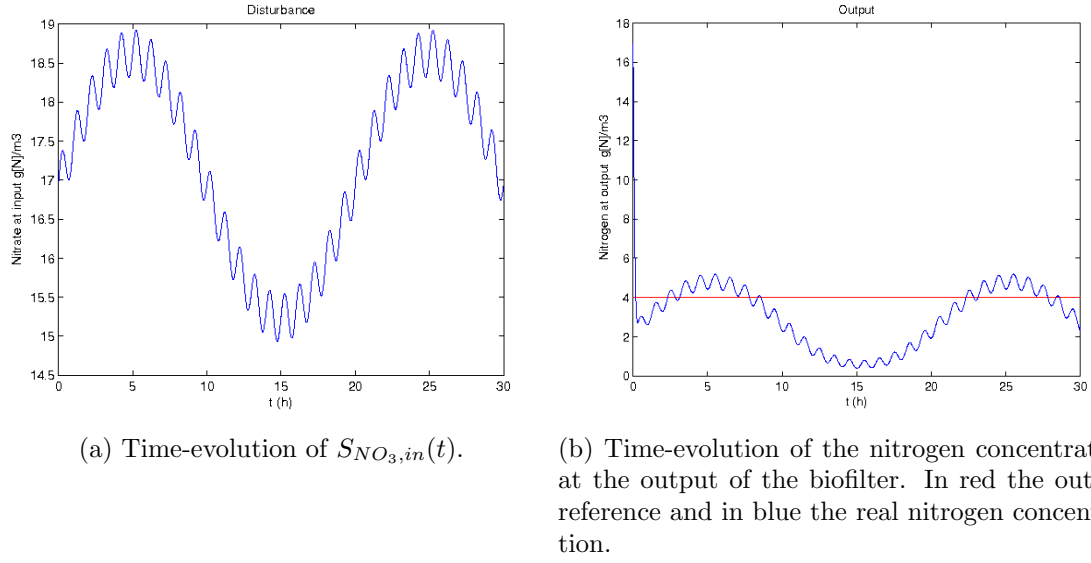 Disturbance
19
18.5
18
17.5
17
16.5
16
15.5
15
14.5
0 5 10 15 20 25 30
t (h)
Nitrate at input g[N]/m3
(a) Time-evolution of $S_{NO_3,in}(t)$.
Output
18
16
14
12
10
8
6
4
2
0
0 5 10 15 20 25 30
t (h)
Nitrogen at output g[N]/m3
(b) Time-evolution of the nitrogen concentrat
at the output of the biofilter. In red the out
reference and in blue the real nitrogen concen
tion.